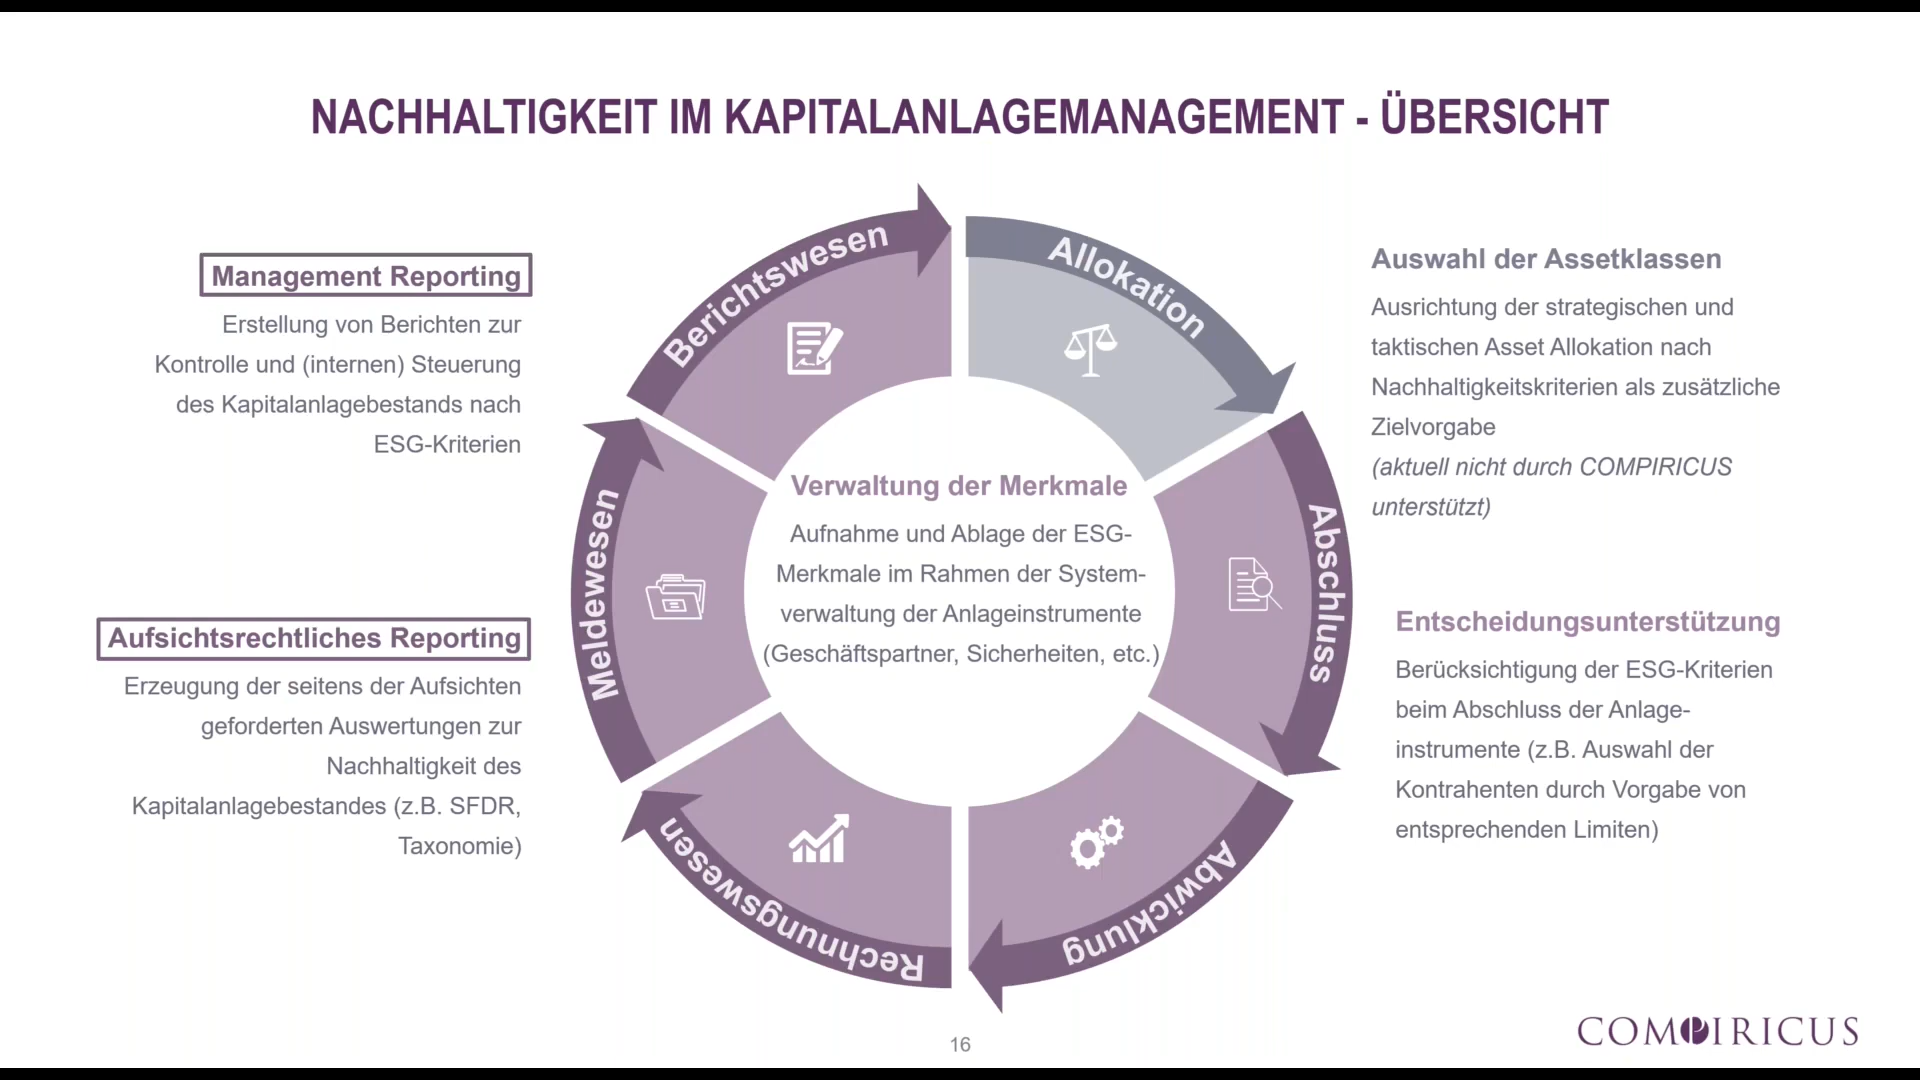 NACHHALTIGKEIT IM KAPITALANLAGEMANAGEMENT - ÜBERSICHT
Management Reporting
Erstellung von Berichten zur
Kontrolle und (internen) Steuerung
des Kapitalanlagebestands nach
ESG-Kriterien
Aufsichtsrechtliches Reporting
Erzeugung der seitens der Aufsichten
geforderten Auswertungen zur
Nachhaltigkeit des
Kapitalanlagebestandes (z.B. SFDR,
Taxonomie)
Berichtswesen
Allokation
Abschluss
Abwicklung
Rechnungswesen
Meldewesen
Verwaltung der Merkmale
Aufnahme und Ablage der ESG-
Merkmale im Rahmen der System-
verwaltung der Anlageinstrumente
(Geschäftspartner, Sicherheiten, etc.)
Auswahl der Assetklassen
Ausrichtung der strategischen und
taktischen Asset Allokation nach
Nachhaltigkeitskriterien als zusätzliche
Zielvorgabe
(aktuell nicht durch COMPIRICUS
unterstützt)
Entscheidungsunterstützung
Berücksichtigung der ESG-Kriterien
beim Abschluss der Anlage-
instrumente (z.B. Auswahl der
Kontrahenten durch Vorgabe von
entsprechenden Limiten)
16
COMPIRICUS